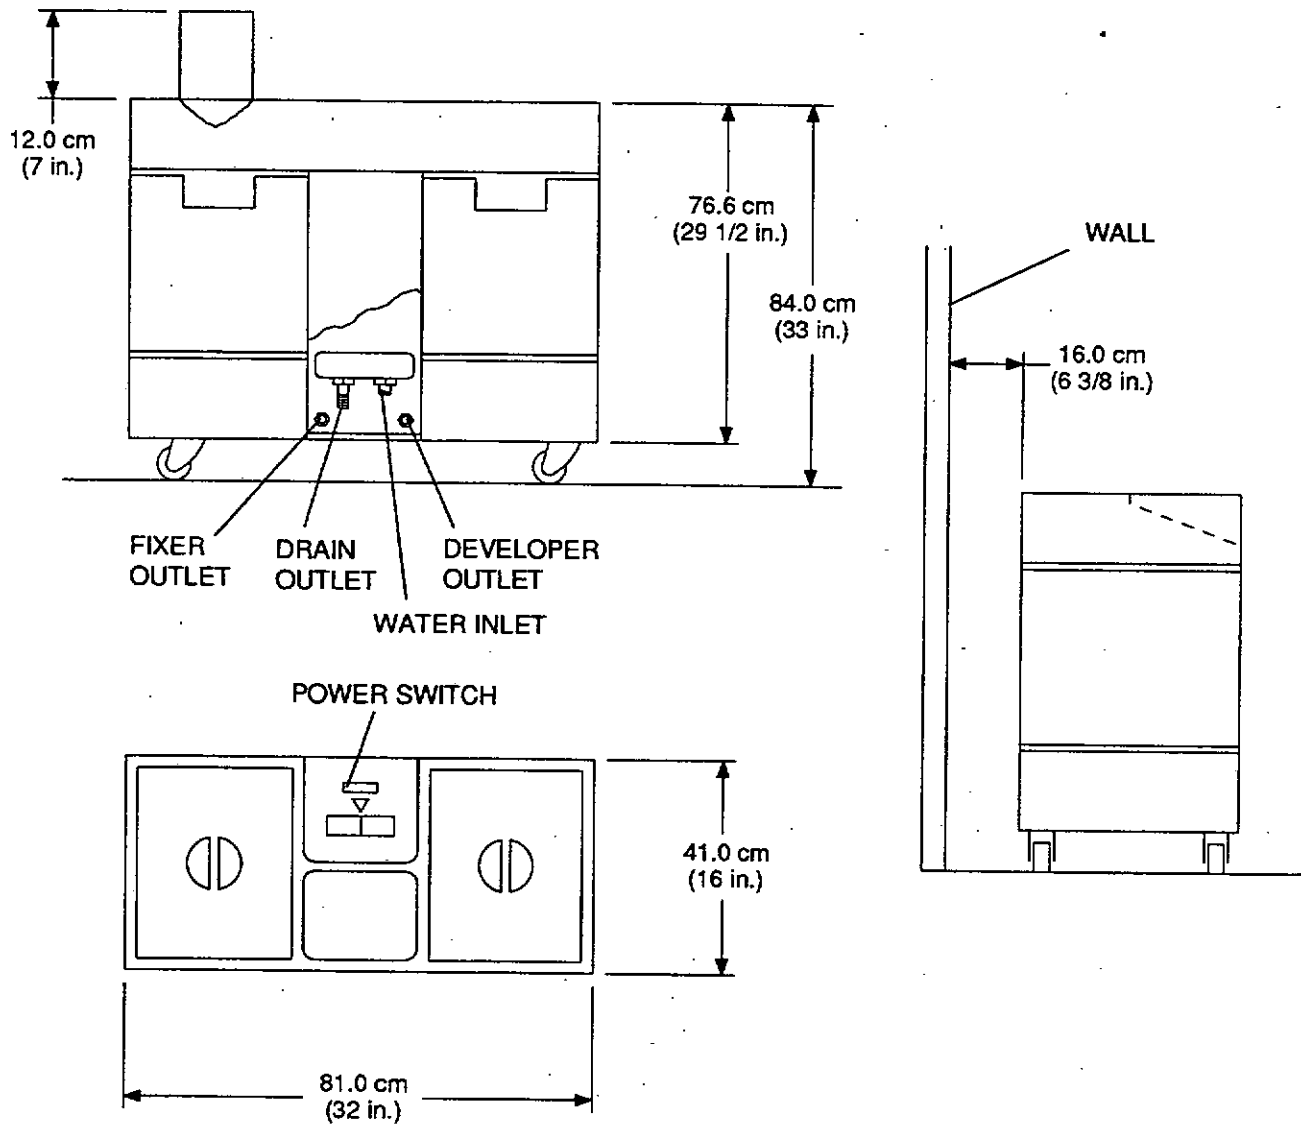 12.0 cm
(7 in.)
76.6 cm
(29 1/2 in.)
84.0 cm
(33 in.)
WALL
16.0 cm
(6 3/8 in.)
FIXER
OUTLET
DRAIN
OUTLET
DEVELOPER
OUTLET
WATER INLET
POWER SWITCH
41.0 cm
(16 in.)
81.0 cm
(32 in.)